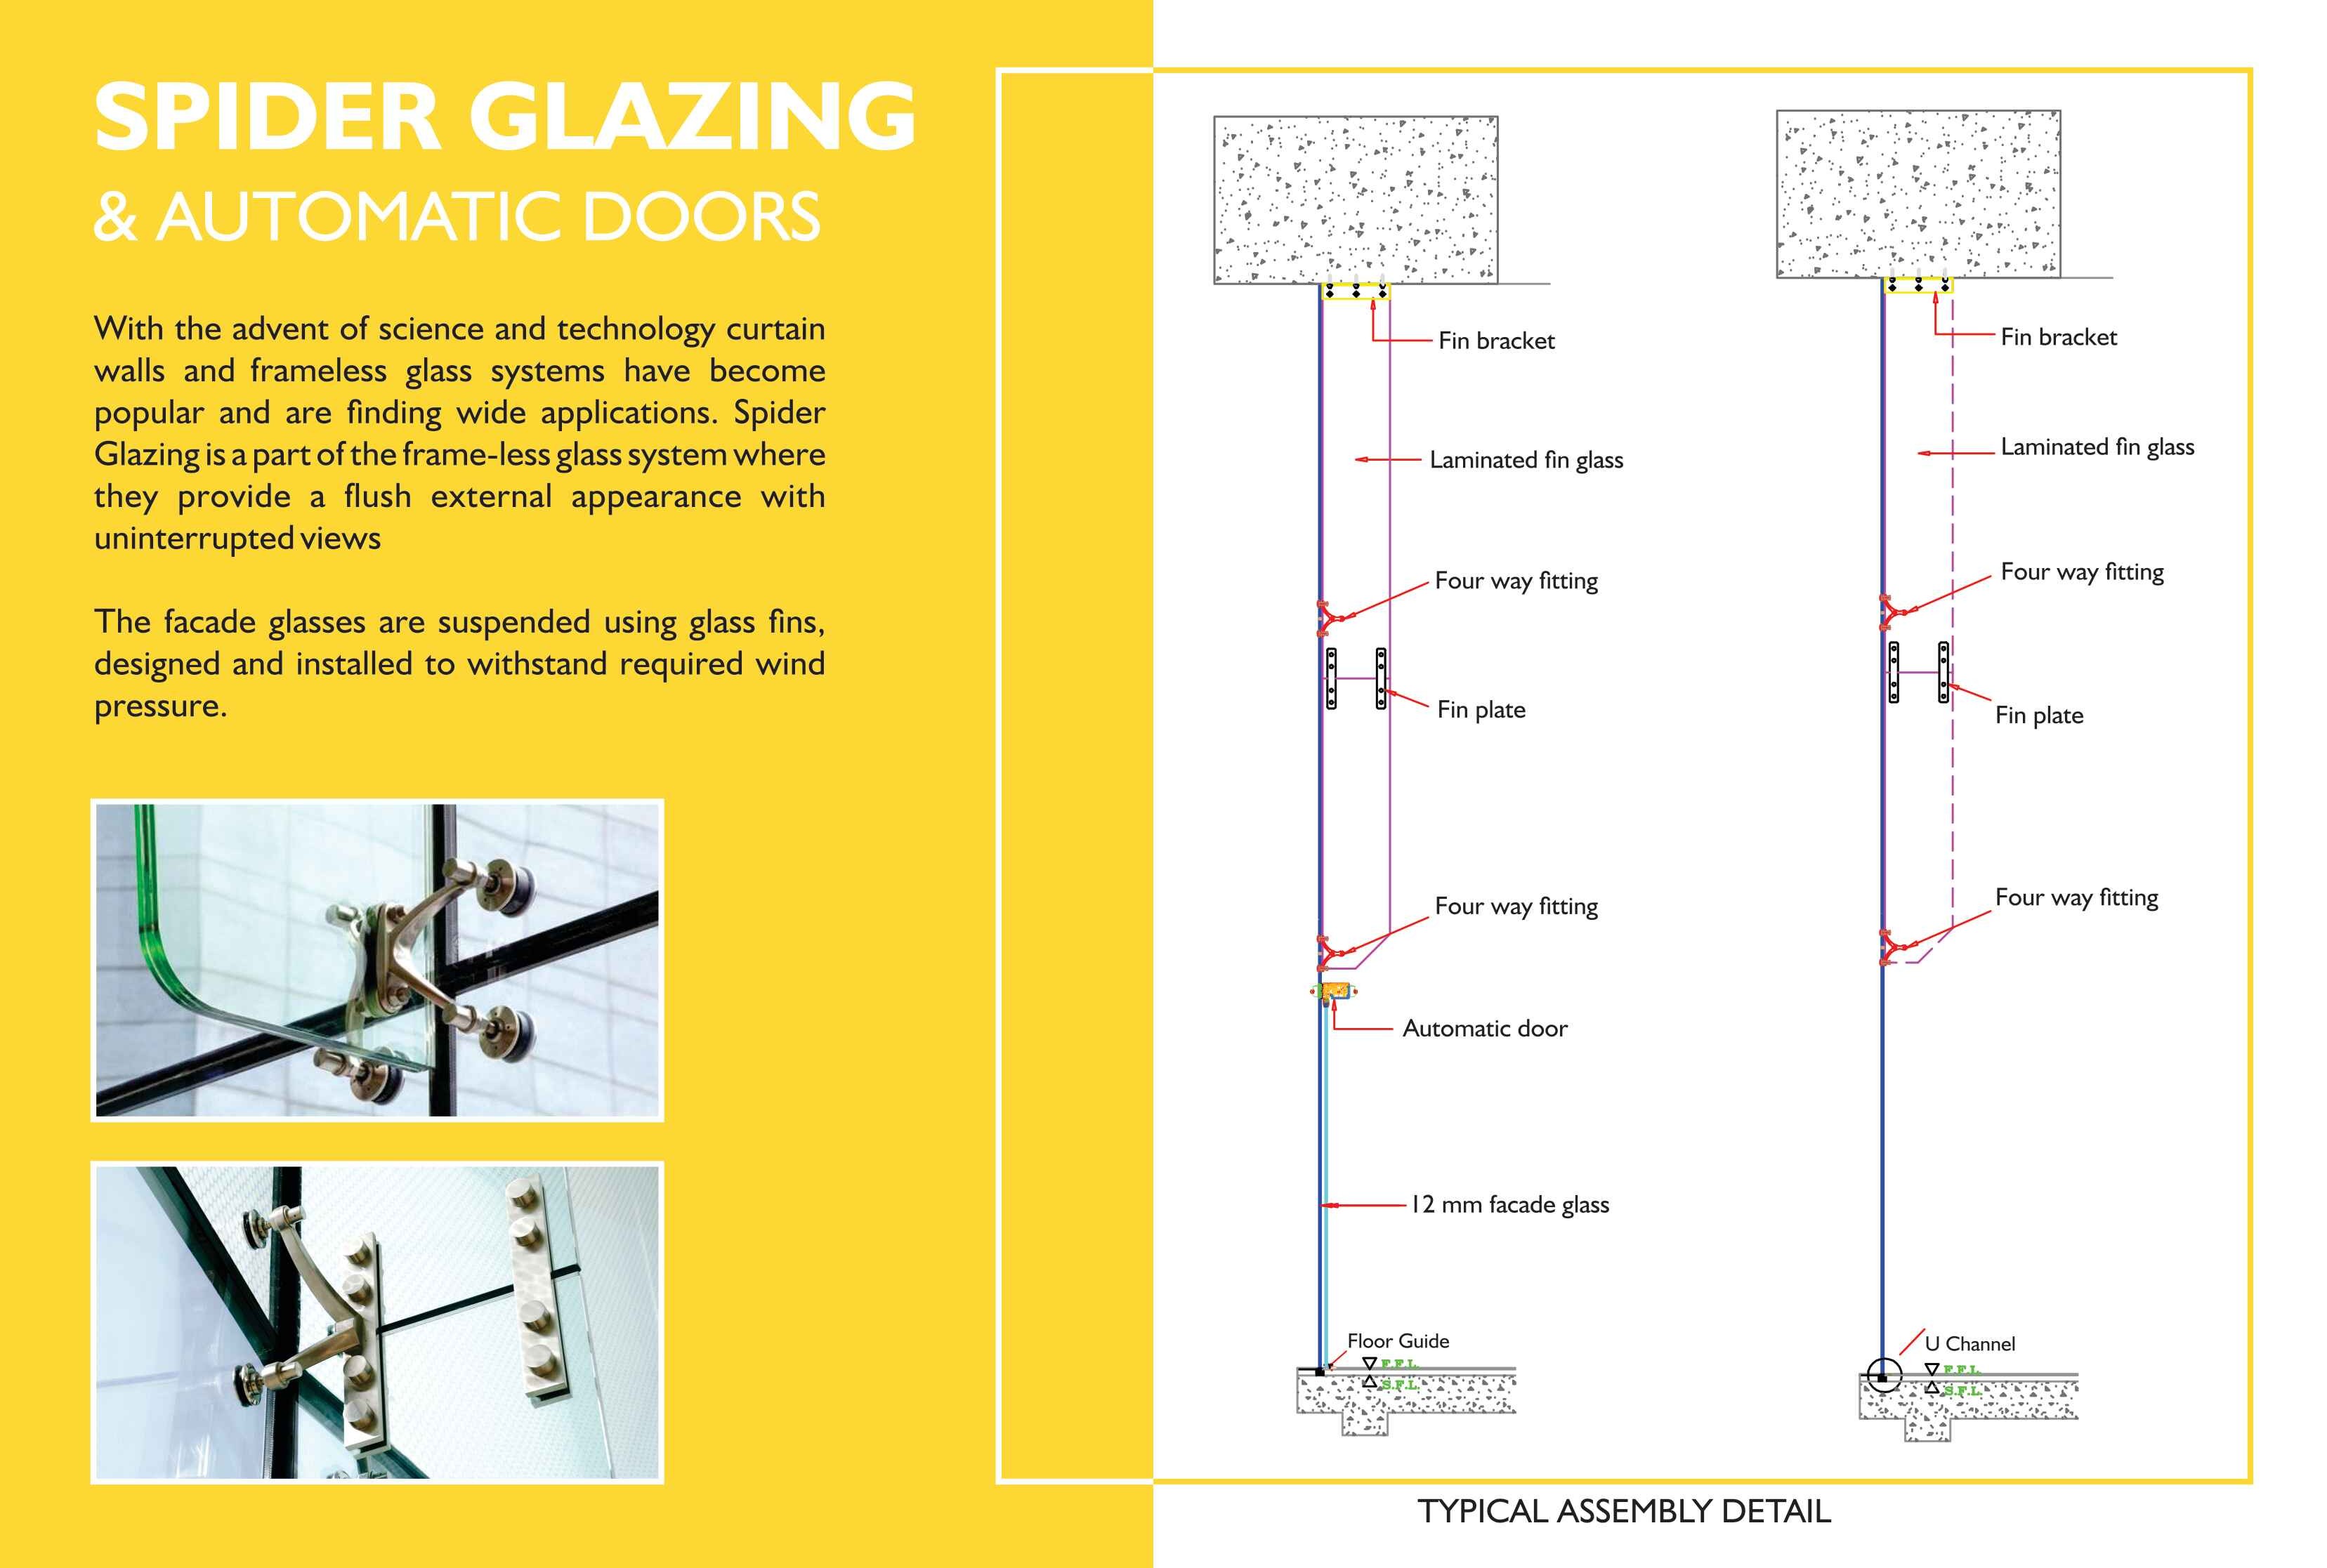 SPIDER GLAZING
& AUTOMATIC DOORS
With the advent of science and technology curtain
walls and frameless glass systems have become
popular and are finding wide applications. Spider
Glazing is a part of the frame-less glass system where
they provide a flush external appearance with
uninterrupted views
The facade glasses are suspended using glass fins,
designed and installed to withstand required wind
pressure.
Fin bracket
Laminated fin glass
Four way fitting
Fin plate
Four way fitting
Automatic door
12 mm facade glass
Floor Guide
F.F.L.
S.F.L.
Fin bracket
Laminated fin glass
Four way fitting
Fin plate
Four way fitting
U Channel
F.F.L.
S.F.L.
TYPICAL ASSEMBLY DETAIL